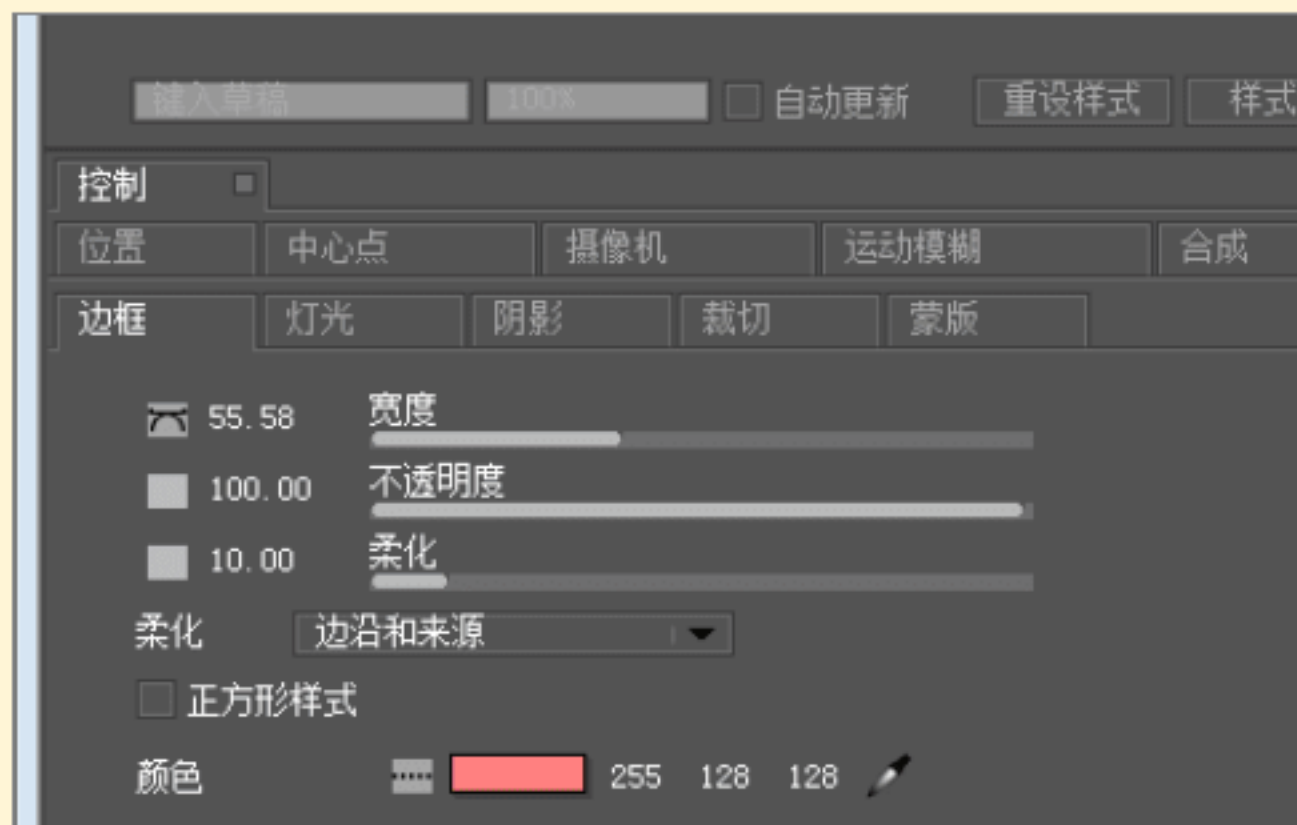 键入草稿 100% 自动更新 重设样式 样式
控制
位置 中心点 摄像机 运动模糊 合成
边框 灯光 阴影 裁切 蒙版
55.58 宽度
100.00 不透明度
10.00 柔化
柔化 边沿和来源
正方形样式
颜色 255 128 128